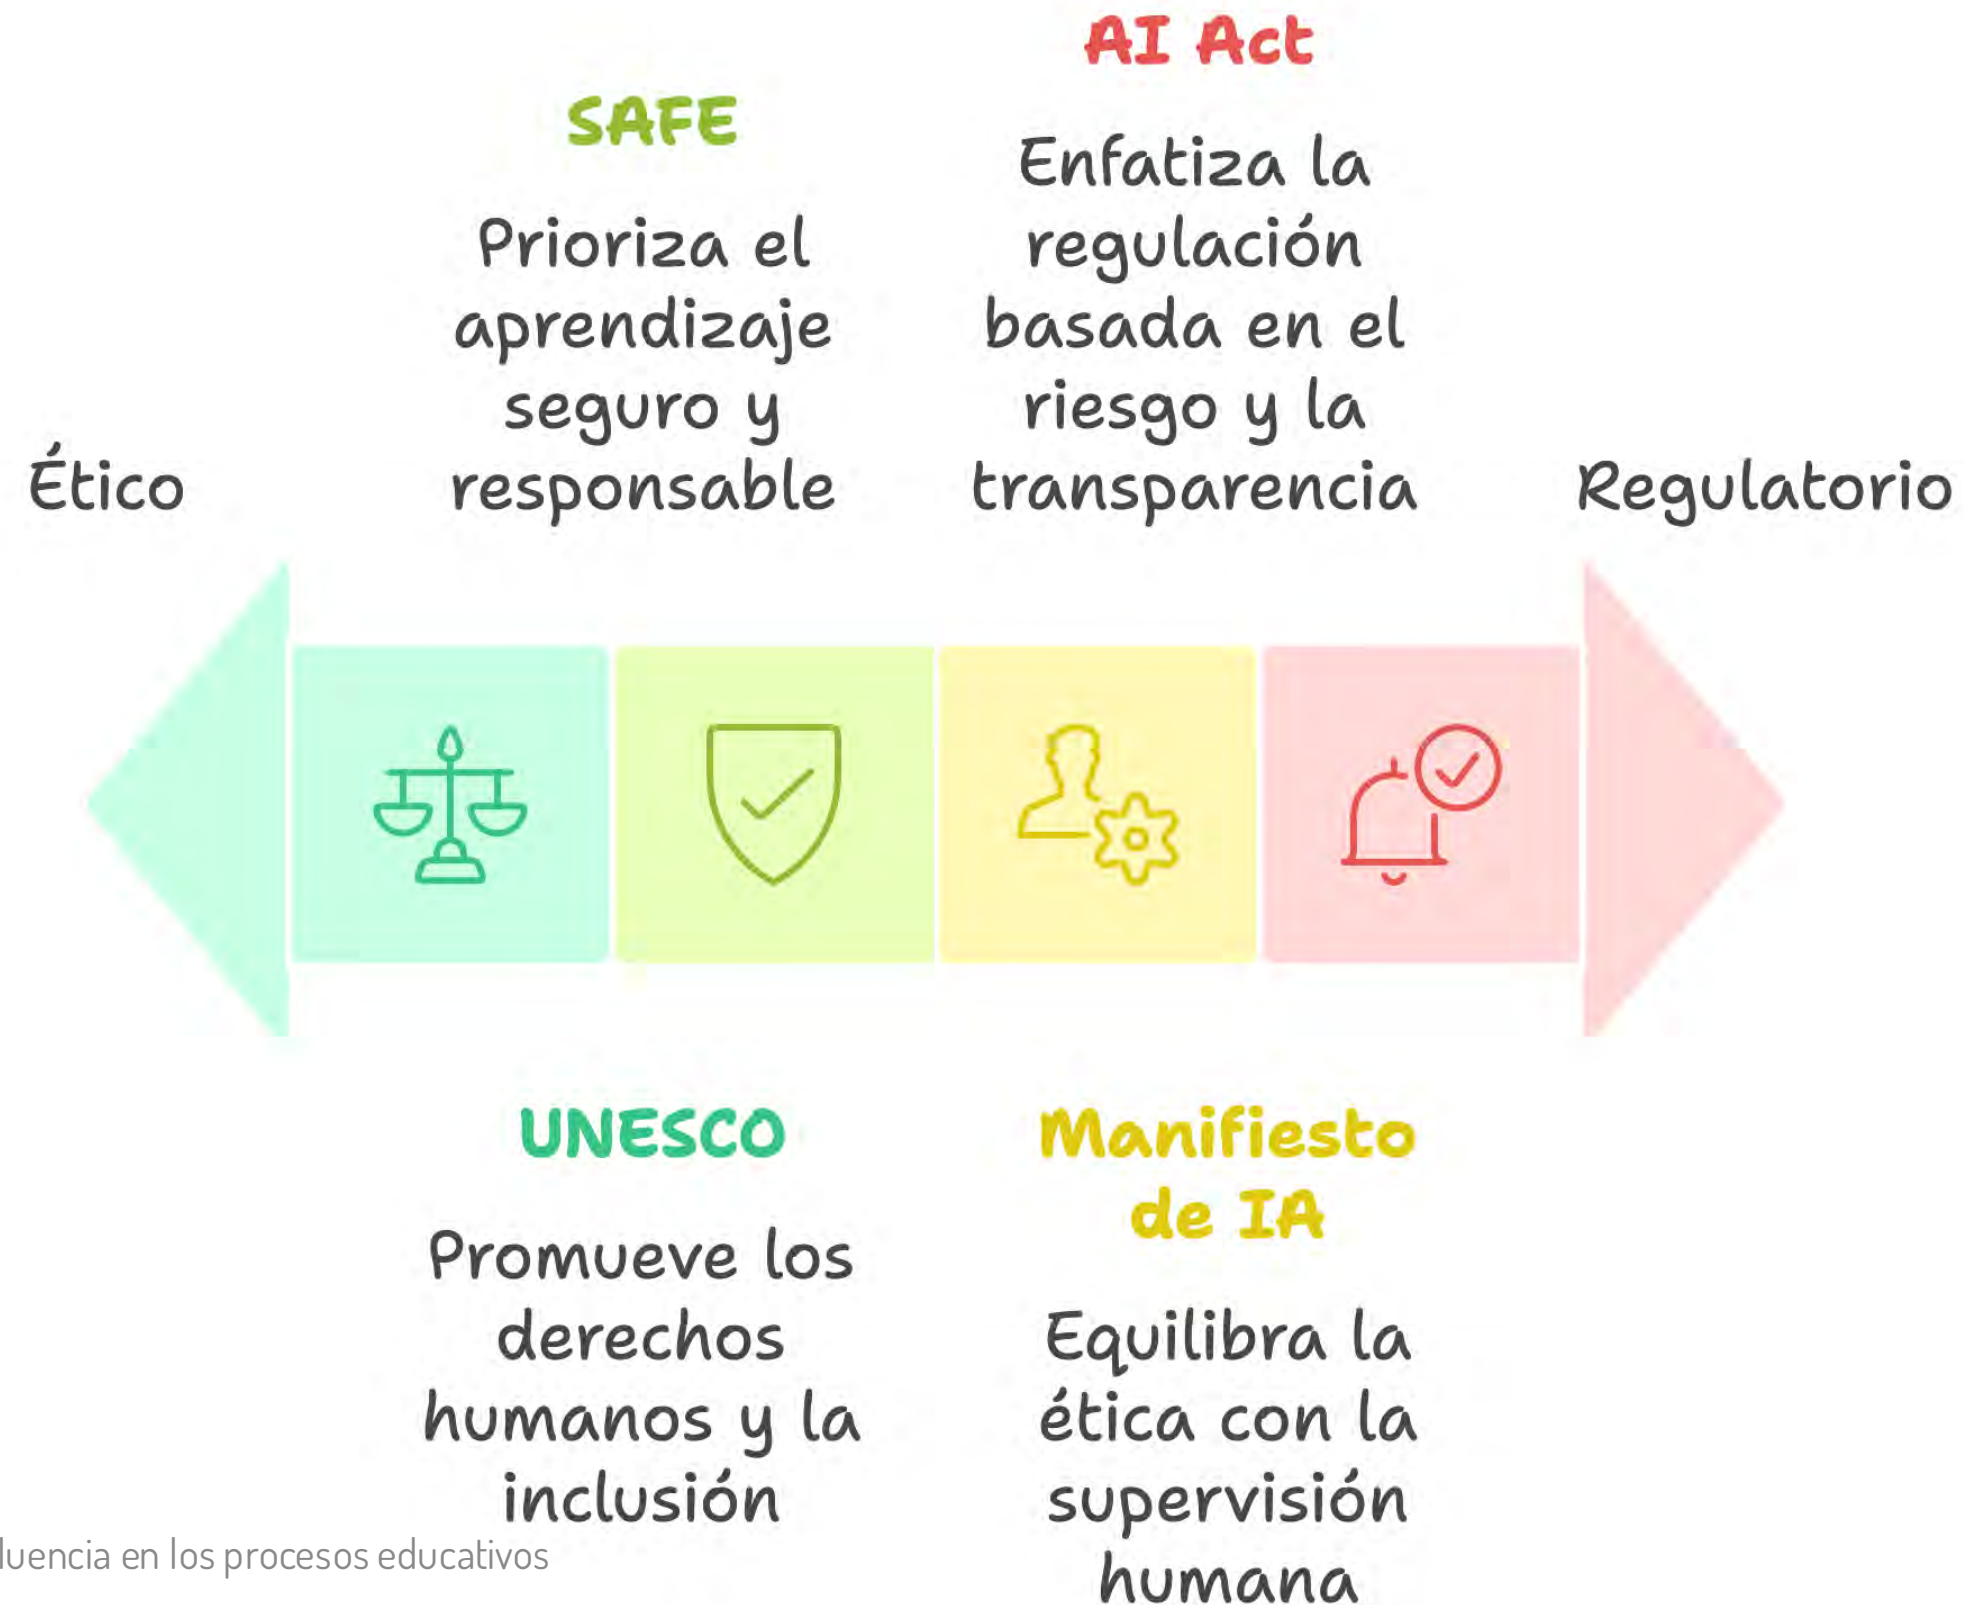 AI Act
SAFE
Enfatiza la
regulación
basada en el
riesgo y la
transparencia
Prioriza el
aprendizaje
seguro y
responsable
Ético
Regulatorio
UNESCO
Promueve los
derechos
humanos y la
inclusión
Manifiesto
de IA
Equilibra la
ética con la
supervisión
humana
luencia en los procesos educativos